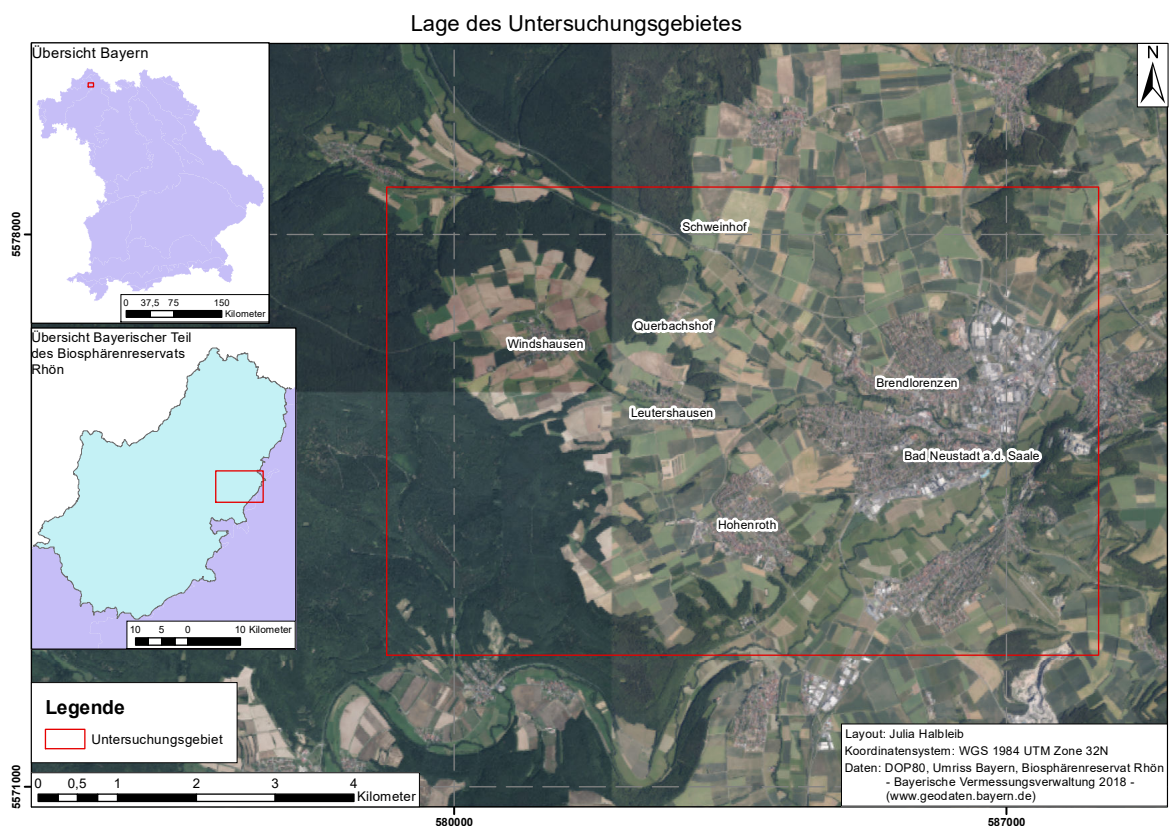 Lage des Untersuchungsgebietes
Übersicht Bayern
0 37,5 75 150
Kilometer
N
5578000
Schweinhof
Querbachshof
Windshausen
Brendlorenzen
Leutershausen
Bad Neustadt a.d. Saale
Hohenroth
Übersicht Bayerischer Teil
des Biosphärenreservats
Rhön
10 5 0 10 Kilometer
Legende
Untersuchungsgebiet
0 0,5 1 2 3 4
Kilometer
5571000
580000
587000
Layout: Julia Halbleib
Koordinatensystem: WGS 1984 UTM Zone 32N
Daten: DOP80, Umriss Bayern, Biosphärenreservat Rhön
- Bayerische Vermessungsverwaltung 2018 -
(www.geodaten.bayern.de)